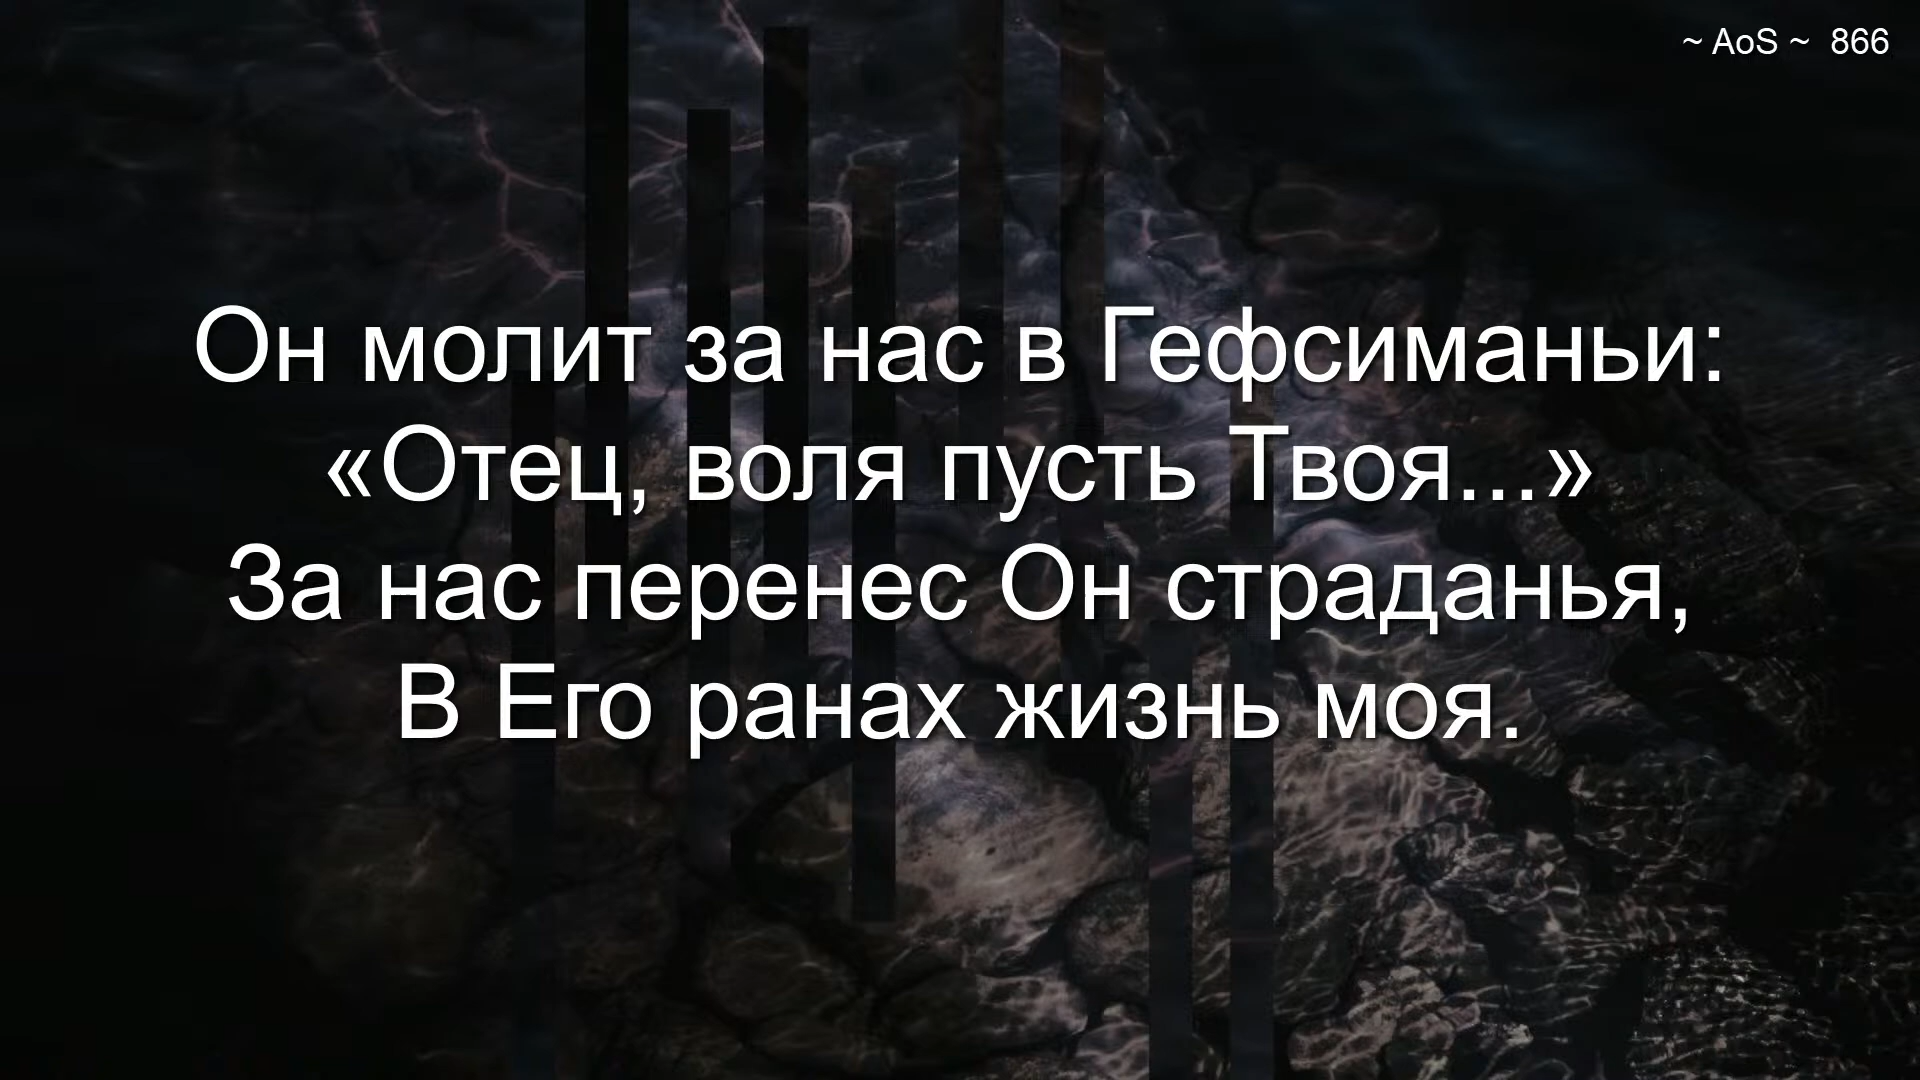 ~ AoS ~ 866
Он молит за нас в Гефсиманьи:
«Отец, воля пусть Твоя...»
За нас перенес Он страданья,
В Его ранах жизнь моя.